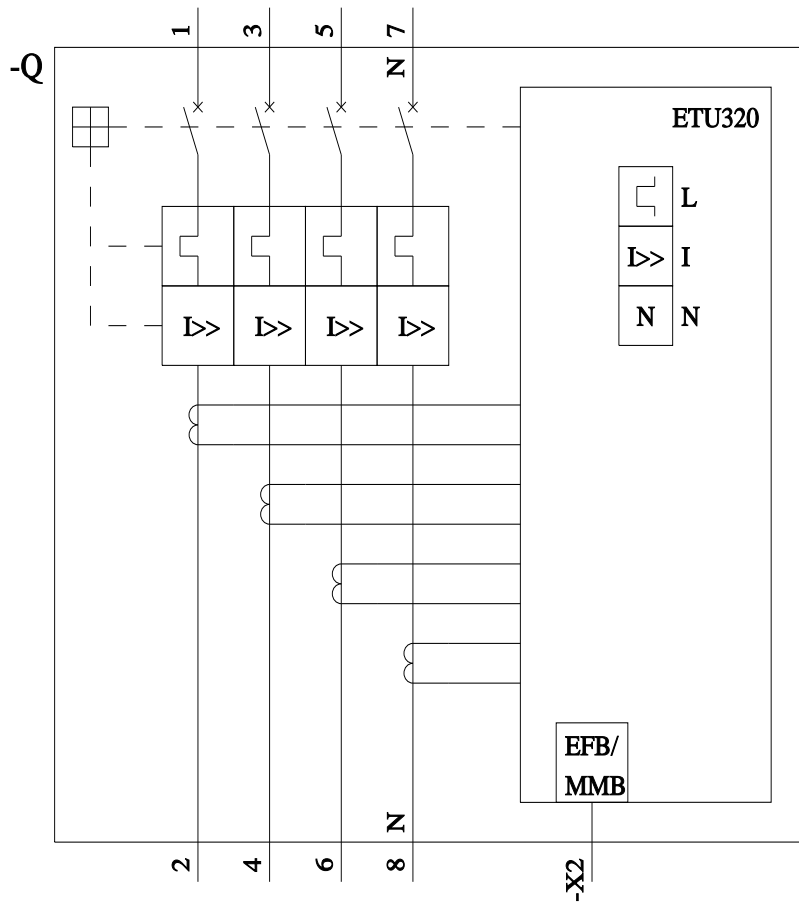 1 3 5 7
-Q
N
ETU320
L
I>> I
N N
I>> I>> I>> I>>
EFB/
MMB
N
2 4 6 8
-X2